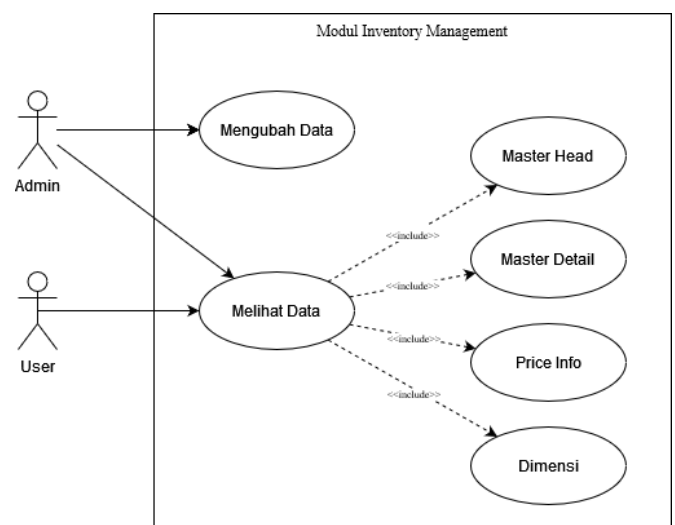 Modul Inventory Management
Mengubah Data
Admin
Master Head
<<include>>
Master Detail
<<include>>
Melihat Data
User
<<include>>
Price Info
<<include>>
Dimensi